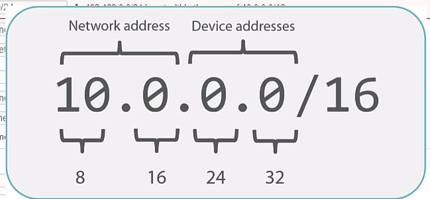 Network address Device addresses
10.0.0.0/16
8 16 24 32